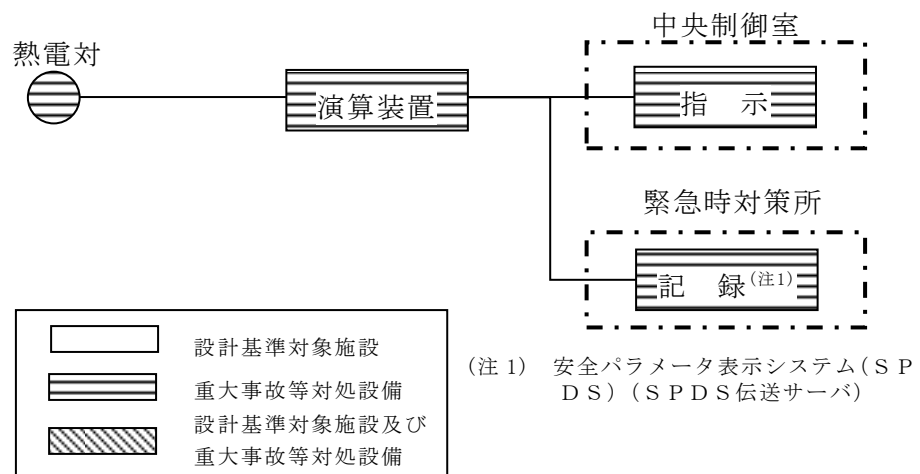 中央制御室
熱電対
演算装置
指 示
緊急時対策所
記 録(注1)
設計基準対象施設
重大事故等対処設備
設計基準対象施設及び
重大事故等対処設備
(注1) 安全パラメータ表示システム(SP
DS)(SPDS伝送サーバ)